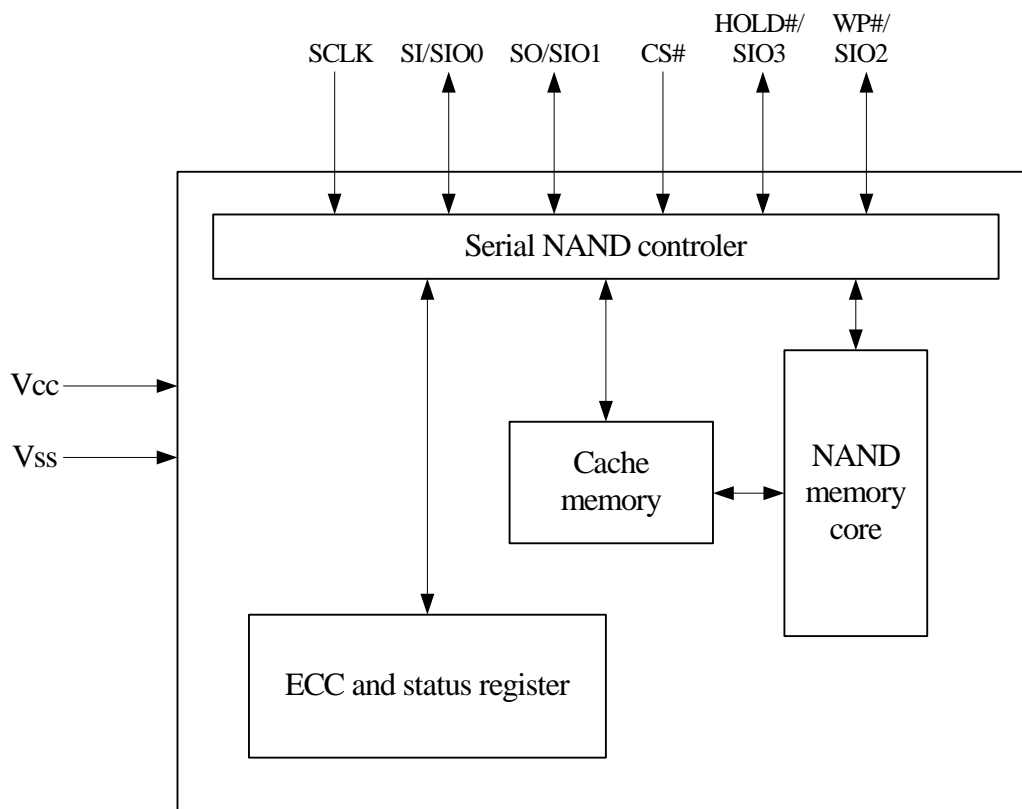 SCLK
SI/SIO0
SO/SIO1
CS#
HOLD#/
SIO3
WP#/
SIO2
Serial NAND controler
Vcc
Vss
Cache
memory
NAND
memory
core
ECC and status register